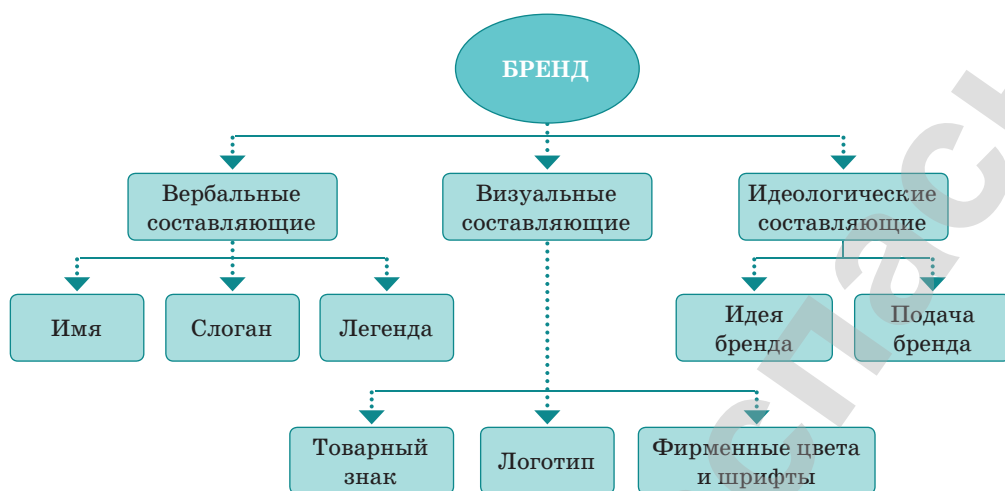 БРЕНД
Вербальные
составляющие
Визуальные
составляющие
Идеологические
составляющие
Имя
Слоган
Легенда
Идея
бренда
Подача
бренда
Товарный
знак
Логотип
Фирменные цвета
и шрифты